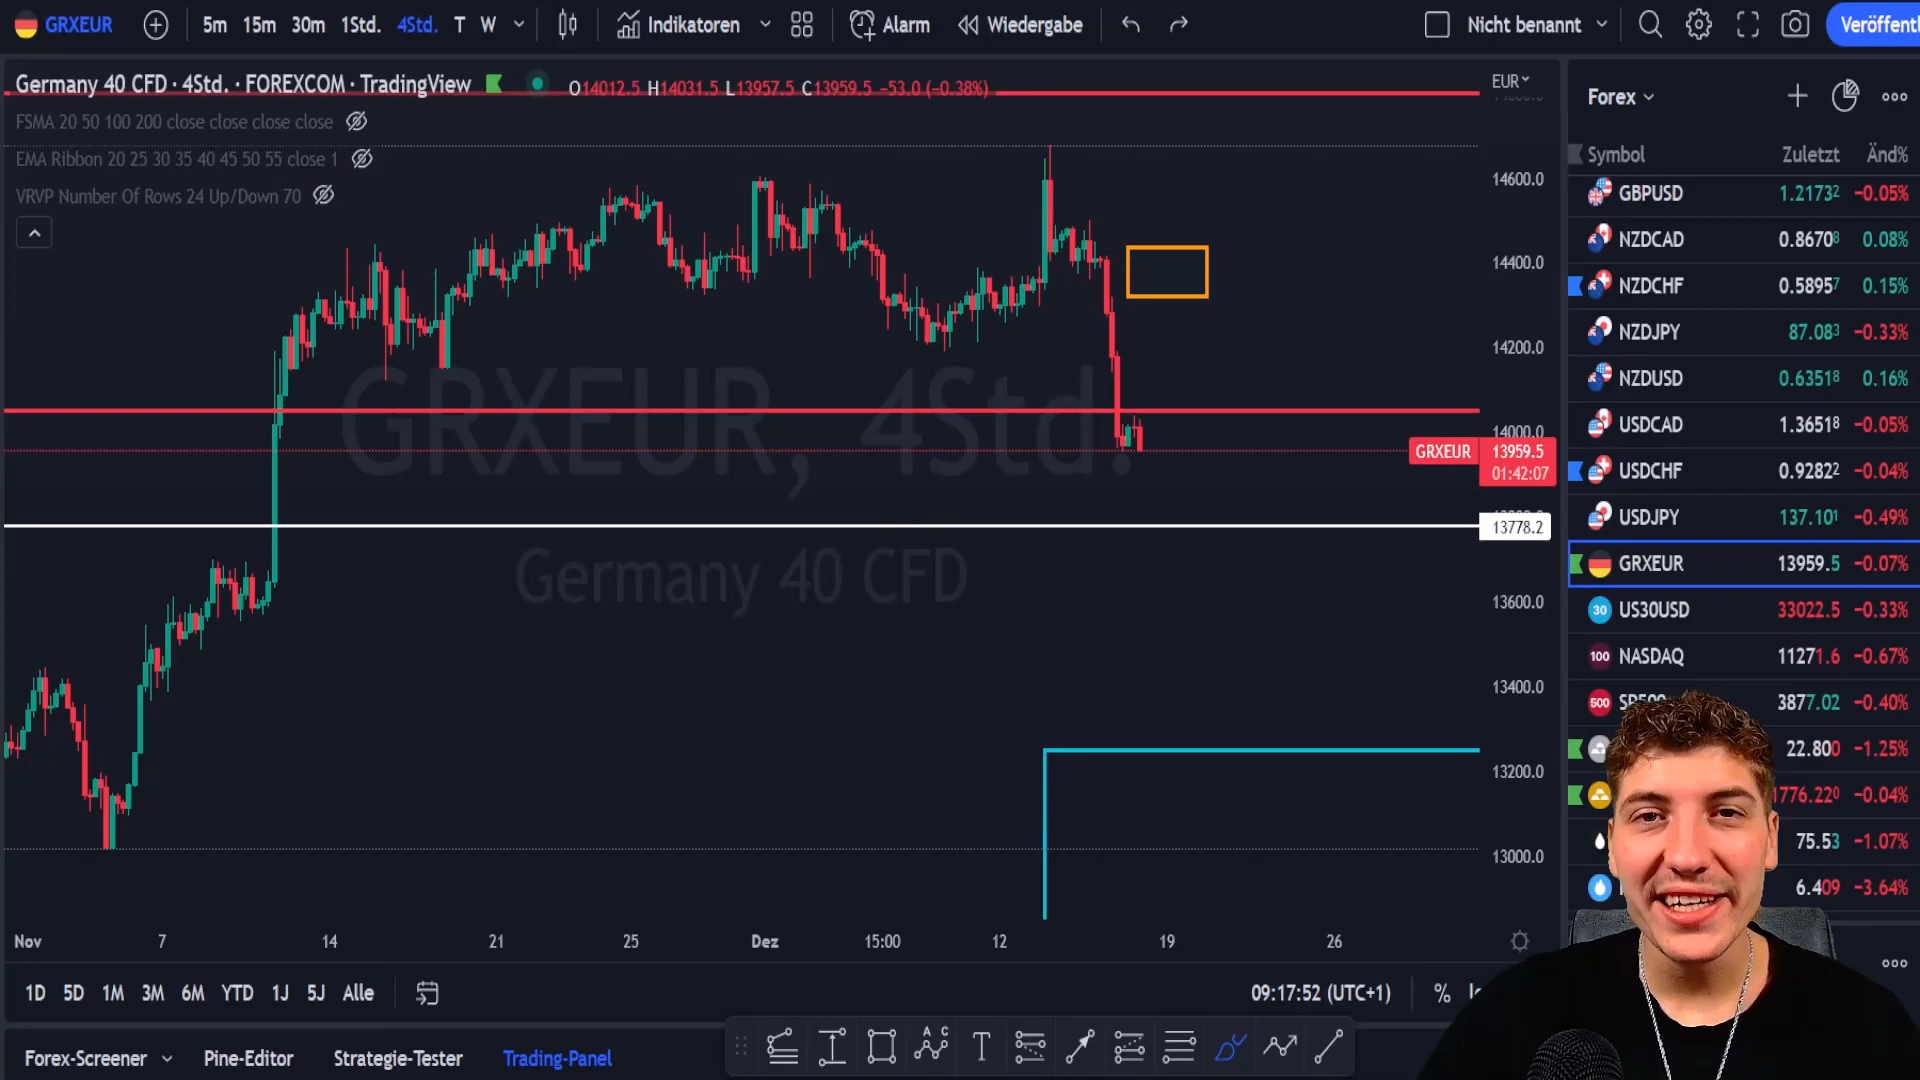 GRXEUR 5m 15m 30m 1Std. 4Std. T W Indikatoren Alarm Wiedergabe Nicht benannt Veröffentl
Germany 40 CFD · 4Std. · FOREXCOM · TradingView O14012.5 H14031.5 L13957.5 C13959.5 −53.0 (−0.38%) EUR
FSMA 20 50 100 200 close close close close
EMA Ribbon 20 25 30 35 40 45 50 55 close 1
VRVP Number Of Rows 24 Up/Down 70
GRXEUR, 4Std.
Germany 40 CFD
14600.0
14400.0
14200.0
14000.0
GRXEUR 13959.5
01:42:07
13778.2
13600.0
13400.0
13200.0
13000.0
Nov 7 14 21 25 Dez 15:00 12 19 26
1D 5D 1M 3M 6M YTD 1J 5J Alle 09:17:52 (UTC+1) %
Forex-Screener Pine-Editor Strategie-Tester Trading-Panel
A C T
Forex
Symbol Zuletzt Änd%
GBPUSD 1.21732 −0.05%
NZDCAD 0.86708 0.08%
NZDCHF 0.58957 0.15%
NZDJPY 87.083 −0.33%
NZDUSD 0.63518 0.16%
USDCAD 1.36518 −0.05%
USDCHF 0.92822 −0.04%
USDJPY 137.101 −0.49%
GRXEUR 13959.5 −0.07%
30 US30USD 33022.5 −0.33%
100 NASDAQ 11271.6 −0.67%
500 SP500 3877.02 −0.40%
22.800 −1.25%
1776.220 −0.04%
75.53 −1.07%
6.409 −3.64%